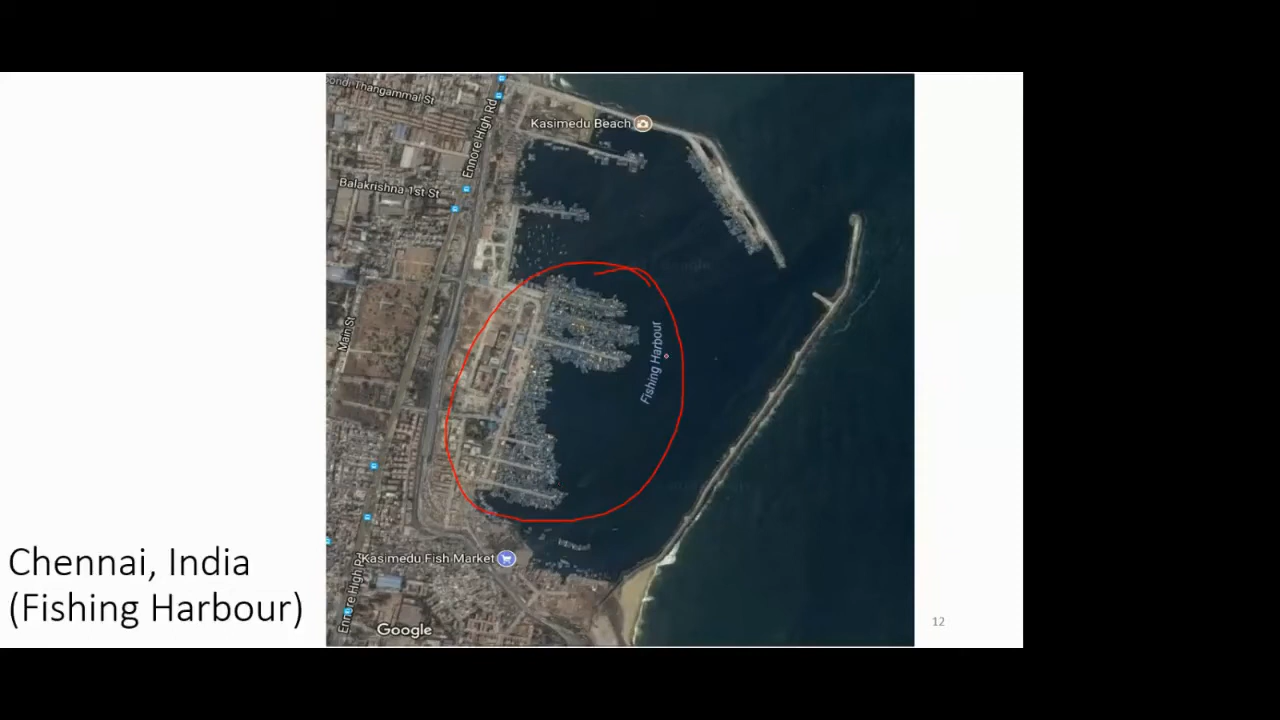 ondi Thangammal St
Ennore High Rd
Kasimedu Beach
Balakrishna 1st St
Main St
Fishing Harbour
Kasimedu Fish Market
Ennore High Rd
Google
Chennai, India
(Fishing Harbour)
12